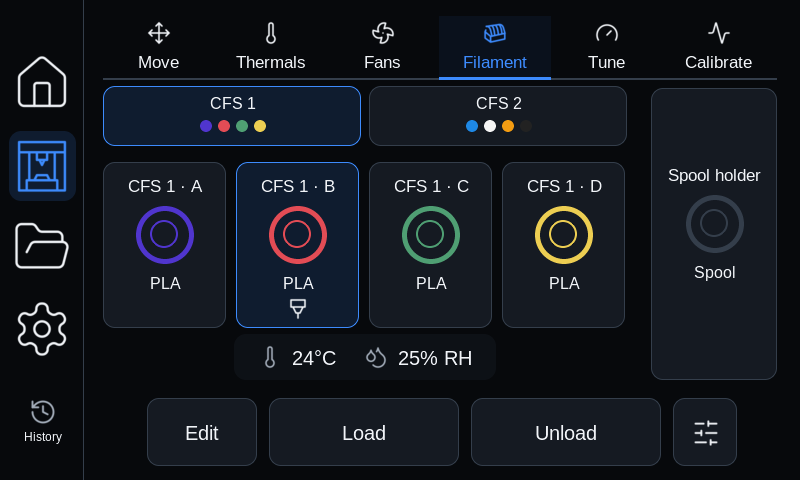 Move
Thermals
Fans
Filament
Tune
Calibrate
CFS 1
CFS 2
CFS 1 · A
PLA
CFS 1 · B
PLA
CFS 1 · C
PLA
CFS 1 · D
PLA
Spool holder
Spool
24°C
25% RH
History
Edit
Load
Unload